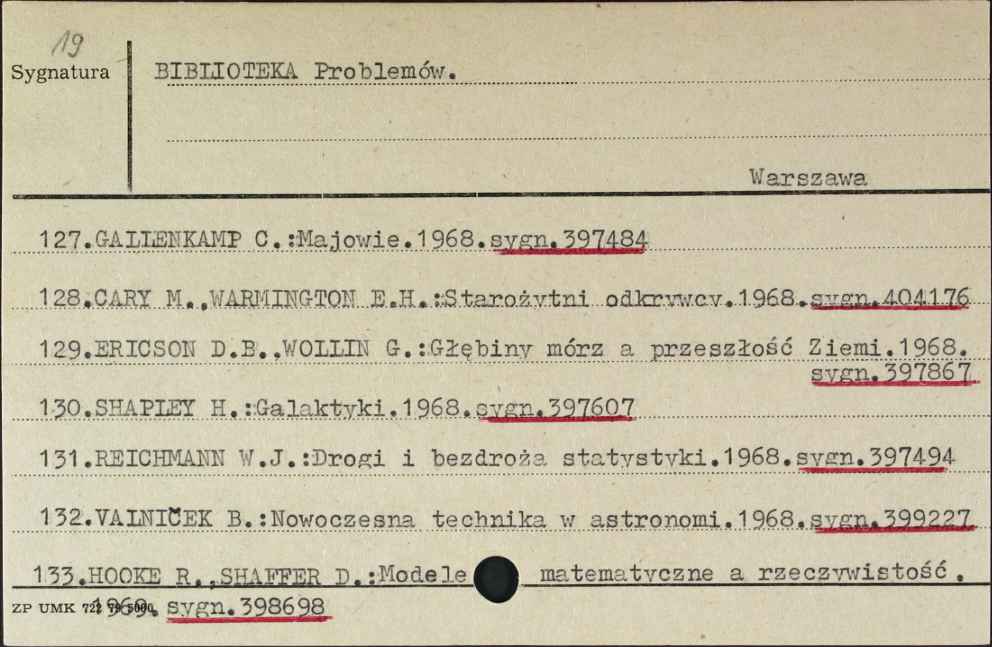 19
Sygnatura
BIBLIOTEKA Problemów.
Warszawa
127.GALLENKAMP C.:Majowie.1968.sygn.397484
128.CARY M.,WARMINGTON E.H.:Starożytni odkrywcy.1968.sygn.404176
129.ERICSON D.B.,WOLLIN G.:Głębiny mórz a przeszłość Ziemi.1968.
sygn.397867
130.SHAPLEY H.:Galaktyki.1968.sygn.397607
131.REICHMANN W.J.:Drogi i bezdroża statystyki.1968.sygn.397494
132.VALNIČEK B.:Nowoczesna technika w astronomi.1968.sygn.399227
133.HOOKE R.,SHAFFER D.:Modele matematyczne a rzeczywistość.
ZP UMK 722 79 5000 1969. sygn.398698